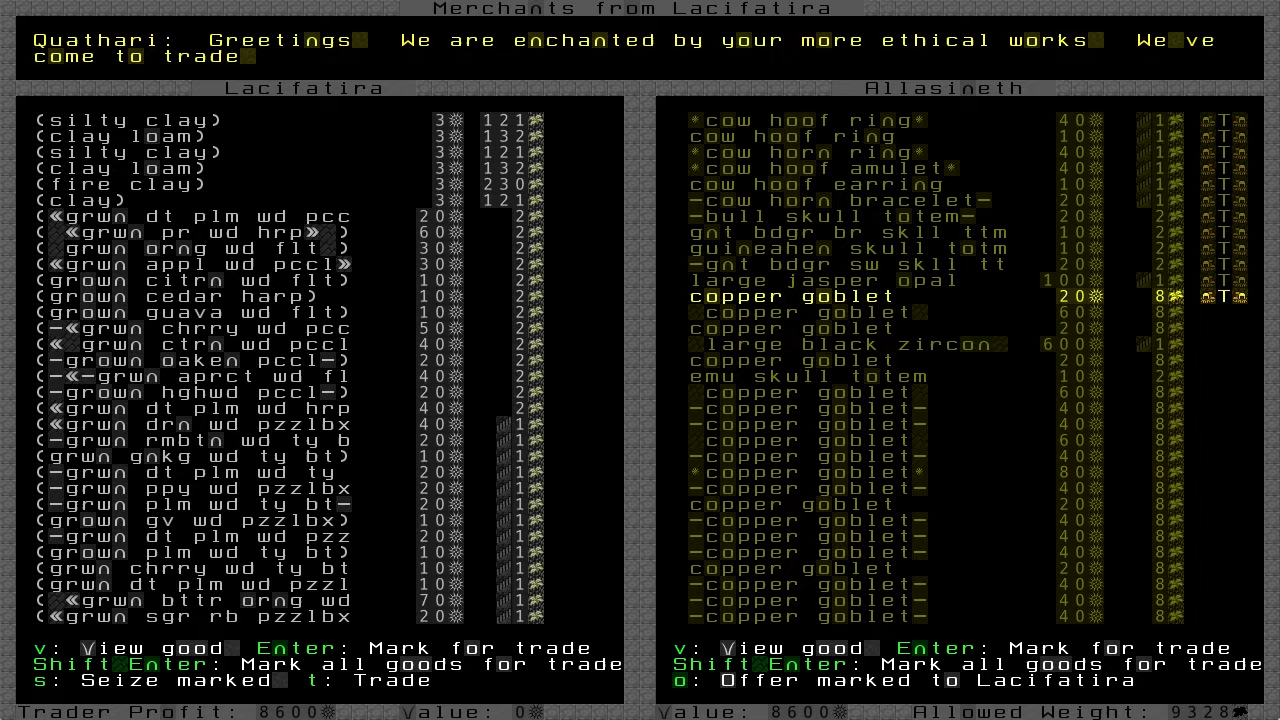 Merchants from Lacifatira
Quathari: Greetings We are enchanted by your more ethical works We ve
come to trade
Lacifatira
(silty clay) 3☼ 121
(clay loam) 3☼ 132
(silty clay) 3☼ 121
(clay loam) 3☼ 132
(fire clay) 3☼ 230
(clay) 3☼ 121
( «grwn dt plm wd pcc 20☼ 2
( «grwn pr wd hrp» ) 60☼ 2
( grwn orng wd flt ) 30☼ 2
(«grwn appl wd pccl» 30☼ 2
(grown citrn wd flt) 10☼ 2
(grown cedar harp) 10☼ 2
(grown guava wd flt) 10☼ 2
(-«grwn chrry wd pcc 50☼ 2
(« grwn ctrn wd pccl 40☼ 2
(-grown oaken pccl-) 20☼ 2
(-«-grwn aprct wd fl 40☼ 2
(-grown hghwd pccl-) 20☼ 2
(«grwn dt plm wd hrp 40☼ 2
(«grwn drn wd pzzlbx 40☼ 1
(-grwn rmbtn wd ty b 20☼ 1
(grwn gnkg wd ty bt) 10☼ 1
(-grwn dt plm wd ty 20☼ 1
(-grwn ppy wd pzzlbx 20☼ 1
(-grwn plm wd ty bt- 20☼ 1
(grown gv wd pzzlbx) 10☼ 1
(-grwn dt plm wd pzz 20☼ 1
(grown plm wd ty bt) 10☼ 1
(grwn chrry wd ty bt 10☼ 1
(grwn dt plm wd pzzl 10☼ 1
( «grwn bttr orng wd 70☼ 1
(«grwn sgr rb pzzlbx 40☼ 1
v: View good Enter: Mark for trade
Shift Enter: Mark all goods for trade
s: Seize marked t: Trade
Trader Profit: 8600☼ Value: 0☼
Allasineth
*cow hoof ring* 40☼ 1 T
cow hoof ring 10☼ 1 T
*cow horn ring* 40☼ 1 T
*cow hoof amulet* 40☼ 1 T
cow hoof earring 10☼ 1 T
-cow horn bracelet- 20☼ 1 T
-bull skull totem- 20☼ 2 T
gnt bdgr br skll ttm 10☼ 2 T
guineahen skull totm 10☼ 2 T
-gnt bdgr sw skll tt 20☼ 2 T
large jasper opal 100☼ 1 T
copper goblet 20☼ 8 T
copper goblet 60☼ 8
copper goblet 20☼ 8
large black zircon 600☼ 1
copper goblet 20☼ 8
emu skull totem 10☼ 2
copper goblet 60☼ 8
-copper goblet- 40☼ 8
-copper goblet- 40☼ 8
copper goblet 60☼ 8
-copper goblet- 40☼ 8
*copper goblet* 80☼ 8
-copper goblet- 40☼ 8
copper goblet 20☼ 8
-copper goblet- 40☼ 8
-copper goblet- 40☼ 8
-copper goblet- 40☼ 8
copper goblet 20☼ 8
-copper goblet- 40☼ 8
-copper goblet- 40☼ 8
-copper goblet- 40☼ 8
v: View good Enter: Mark for trade
Shift Enter: Mark all goods for trade
o: Offer marked to Lacifatira
Value: 8600☼ Allowed Weight: 9328